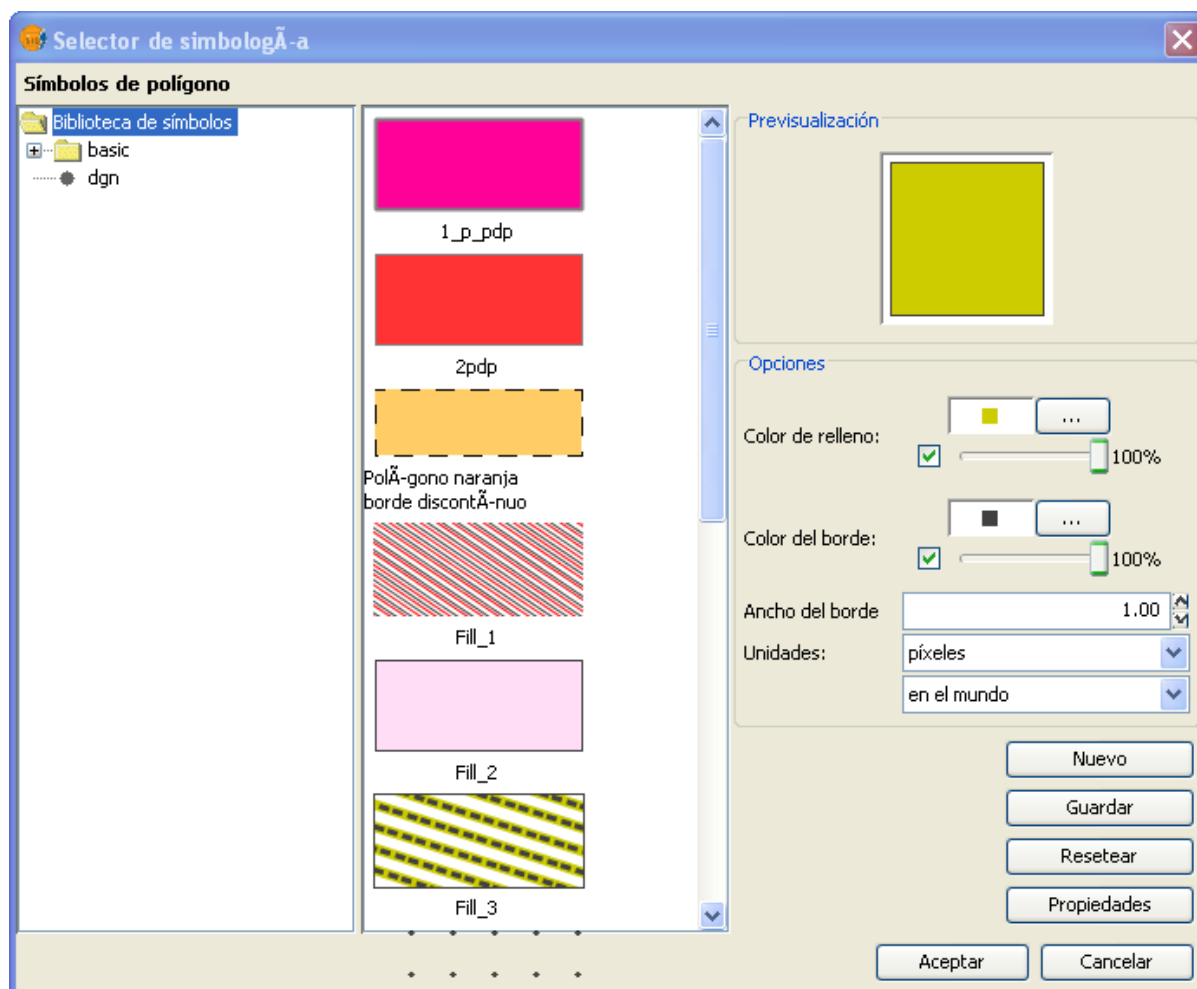 Selector de simbologÃ-a
Símbolos de polígono
Biblioteca de símbolos
basic
dgn
1_p_pdp
2pdp
PolÃ-gono naranja
borde discontÃ-nuo
Fill_1
Fill_2
Fill_3
Previsualización
Opciones
Color de relleno:
...
100%
Color del borde:
...
100%
Ancho del borde
1.00
Unidades:
píxeles
en el mundo
Nuevo
Guardar
Resetear
Propiedades
Aceptar
Cancelar